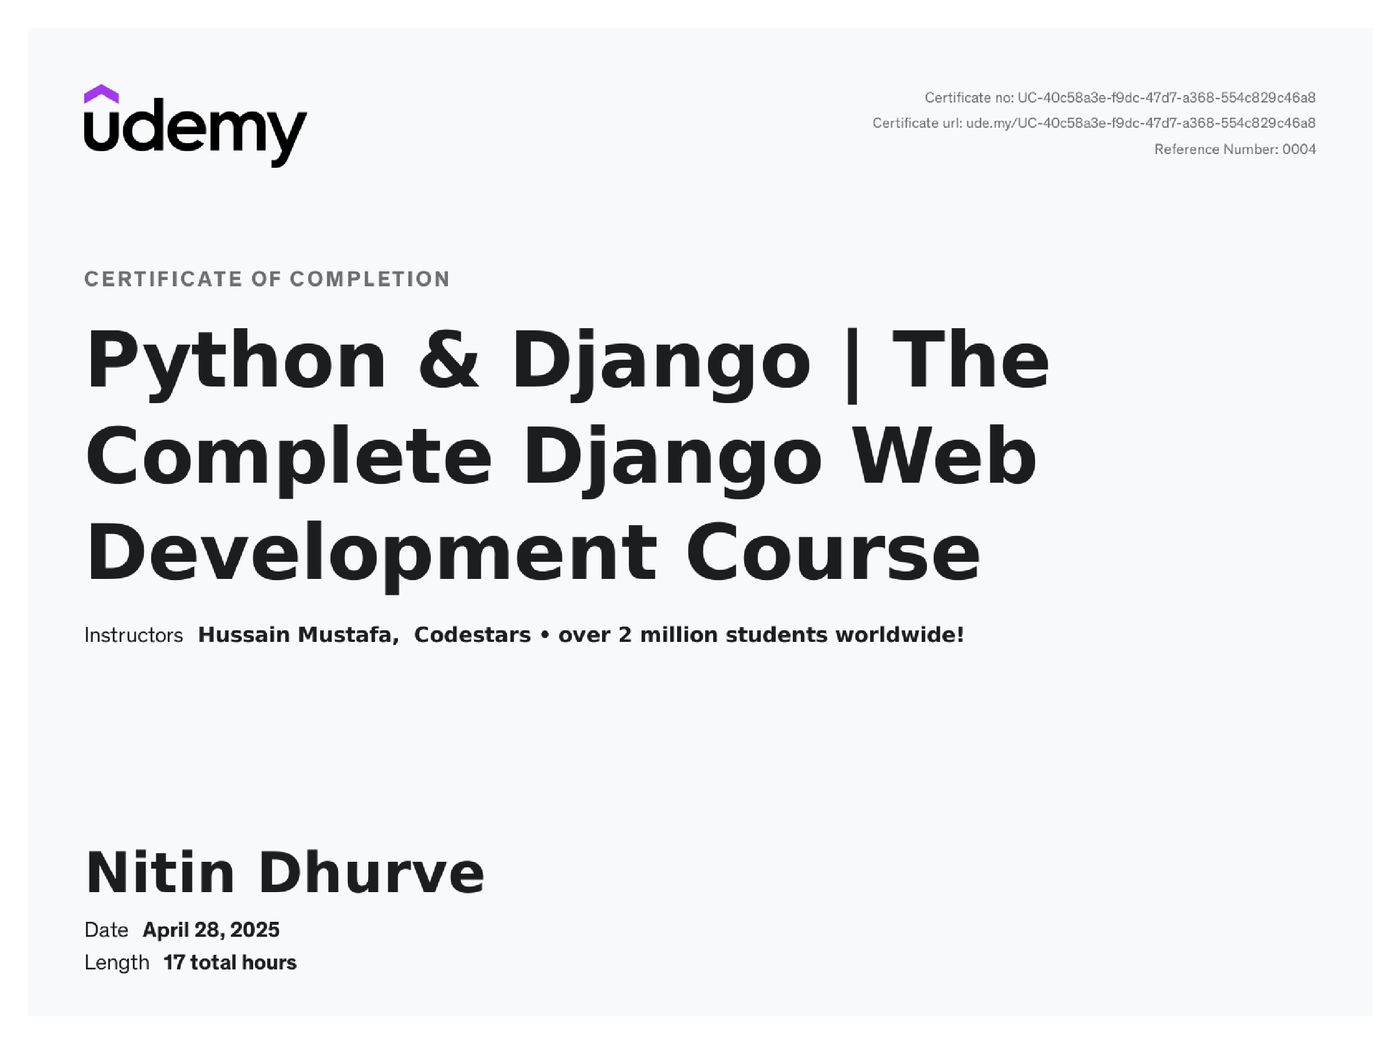 udemy
Certificate no: UC-40c58a3e-f9dc-47d7-a368-554c829c46a8
Certificate url: ude.my/UC-40c58a3e-f9dc-47d7-a368-554c829c46a8
Reference Number: 0004
CERTIFICATE OF COMPLETION
Python & Django | The
Complete Django Web
Development Course
Instructors Hussain Mustafa, Codestars • over 2 million students worldwide!
Nitin Dhurve
Date April 28, 2025
Length 17 total hours